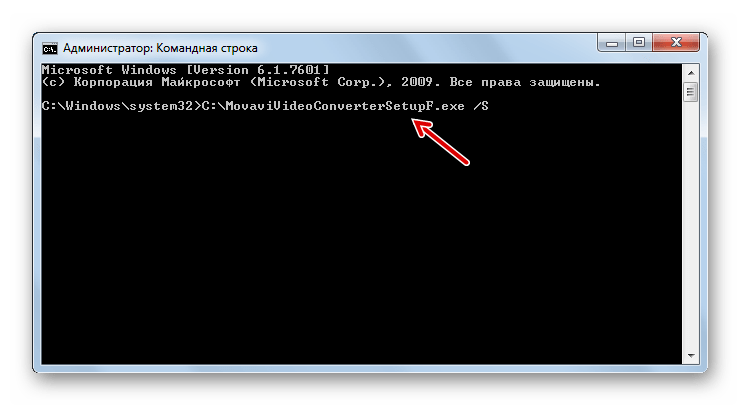 Администратор: Командная строка
Microsoft Windows [Version 6.1.7601]
(c) Корпорация Майкрософт (Microsoft Corp.), 2009. Все права защищены.
C:\Windows\system32>C:\MovaviVideoConverterSetupF.exe /S